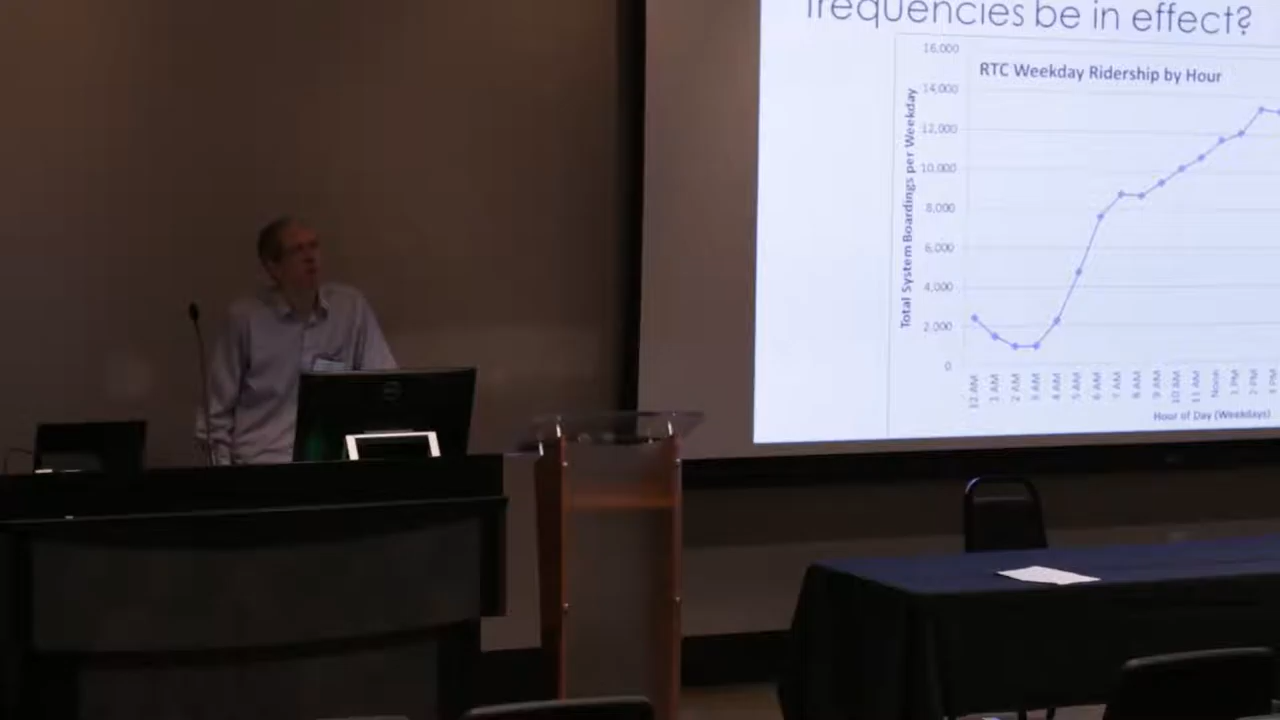 frequencies be in effect?
RTC Weekday Ridership by Hour
Total System Boardings per Weekday
16,000
14,000
12,000
10,000
8,000
6,000
4,000
2,000
0
12 AM
1 AM
2 AM
3 AM
4 AM
5 AM
6 AM
7 AM
8 AM
9 AM
10 AM
11 AM
Noon
1 PM
2 PM
3 PM
Hour of Day (Weekdays)
DELL